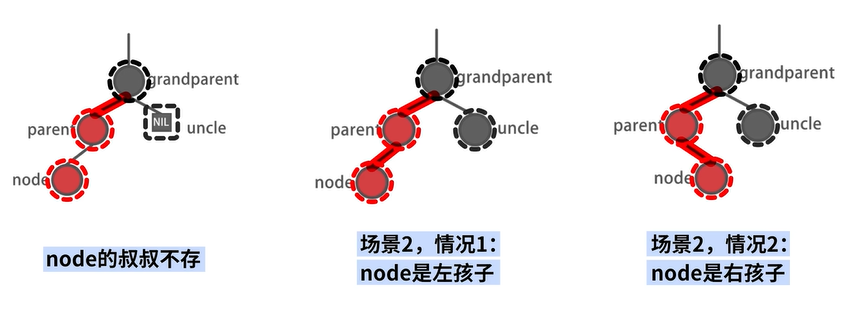 grandparent
parent
NIL
uncle
node
node的叔叔不存
grandparent
parent
uncle
node
场景2，情况1：
node是左孩子
grandparent
parent
uncle
node
场景2，情况2：
node是右孩子